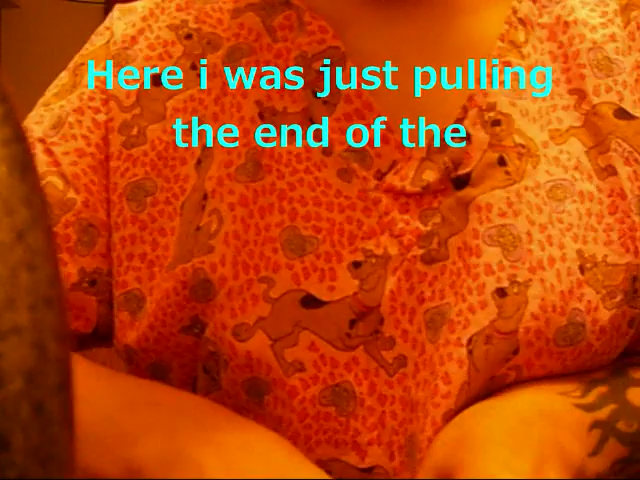 Here i was just pulling
the end of the